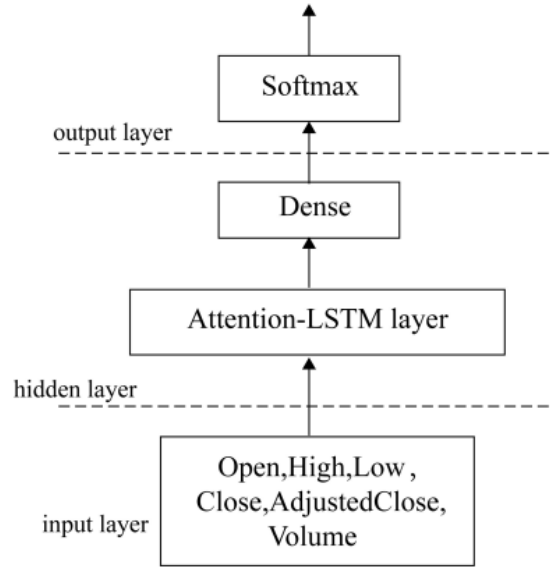 Softmax
output layer
Dense
Attention-LSTM layer
hidden layer
Open,High,Low,
Close,AdjustedClose,
input layer
Volume